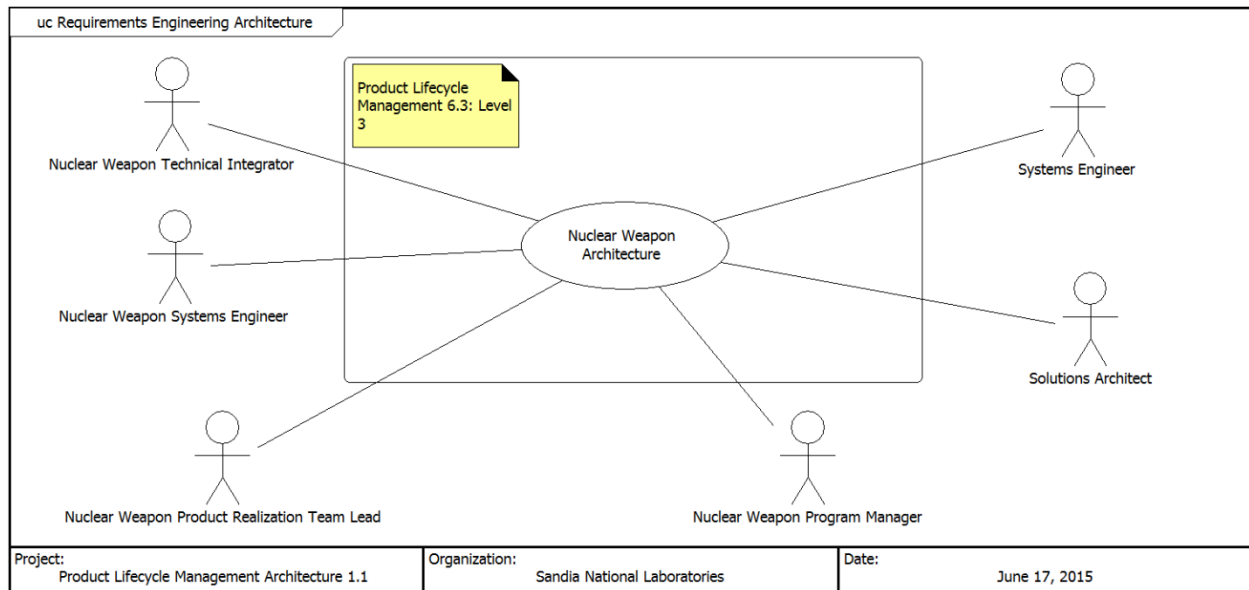 uc Requirements Engineering Architecture
Product Lifecycle
Management 6.3: Level
3
Nuclear Weapon Technical Integrator
Systems Engineer
Nuclear Weapon
Architecture
Nuclear Weapon Systems Engineer
Solutions Architect
Nuclear Weapon Product Realization Team Lead
Nuclear Weapon Program Manager
Project:
Product Lifecycle Management Architecture 1.1
Organization:
Sandia National Laboratories
Date:
June 17, 2015